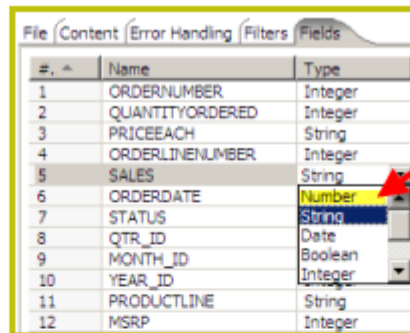 File Content Error Handling Filters Fields
#. Name Type
1 ORDERNUMBER Integer
2 QUANTITYORDERED Integer
3 PRICEEACH String
4 ORDERLINENUMBER Integer
5 SALES String
6 ORDERDATE Number
7 STATUS String
8 QTR_ID Date
9 MONTH_ID Boolean
10 YEAR_ID Integer
11 PRODUCTLINE String
12 MSRP Integer